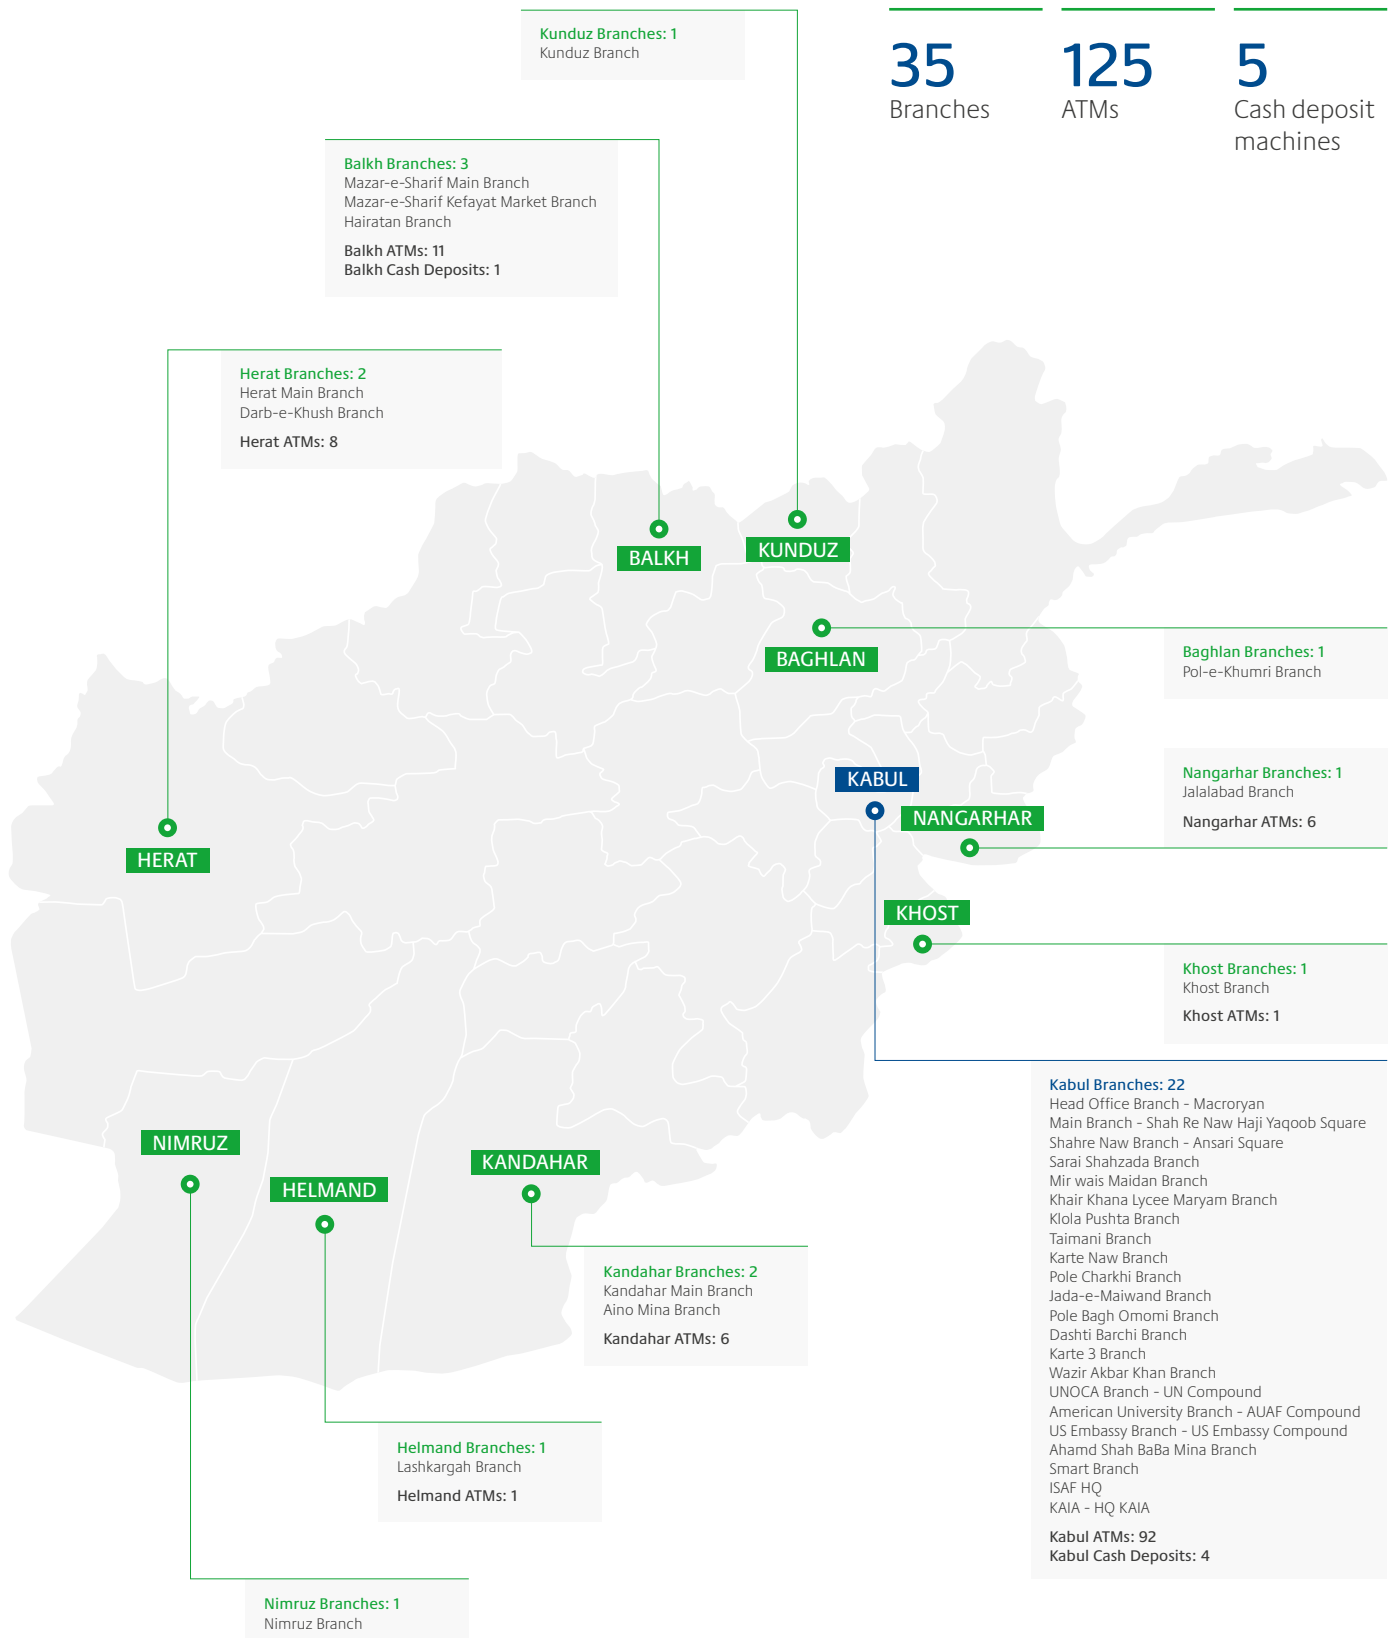 35
Branches
125
ATMs
5
Cash deposit
machines
Kunduz Branches: 1
Kunduz Branch
Balkh Branches: 3
Mazar-e-Sharif Main Branch
Mazar-e-Sharif Kefayat Market Branch
Hairatan Branch
Balkh ATMs: 11
Balkh Cash Deposits: 1
Herat Branches: 2
Herat Main Branch
Darb-e-Khush Branch
Herat ATMs: 8
BALKH
KUNDUZ
BAGHLAN
Baghlan Branches: 1
Pol-e-Khumri Branch
KABUL
NANGARHAR
Nangarhar Branches: 1
Jalalabad Branch
Nangarhar ATMs: 6
HERAT
KHOST
Khost Branches: 1
Khost Branch
Khost ATMs: 1
Kabul Branches: 22
Head Office Branch - Macroryan
Main Branch - Shah Re Naw Haji Yaqoob Square
Shahre Naw Branch - Ansari Square
Sarai Shahzada Branch
Mir wais Maidan Branch
Khair Khana Lycee Maryam Branch
Klola Pushta Branch
Taimani Branch
Karte Naw Branch
Pole Charkhi Branch
Jada-e-Maiwand Branch
Pole Bagh Omomi Branch
Dashti Barchi Branch
Karte 3 Branch
Wazir Akbar Khan Branch
UNOCA Branch - UN Compound
American University Branch - AUAF Compound
US Embassy Branch - US Embassy Compound
Ahamd Shah BaBa Mina Branch
Smart Branch
ISAF HQ
KAIA - HQ KAIA
Kabul ATMs: 92
Kabul Cash Deposits: 4
NIMRUZ
HELMAND
KANDAHAR
Kandahar Branches: 2
Kandahar Main Branch
Aino Mina Branch
Kandahar ATMs: 6
Helmand Branches: 1
Lashkargah Branch
Helmand ATMs: 1
Nimruz Branches: 1
Nimruz Branch